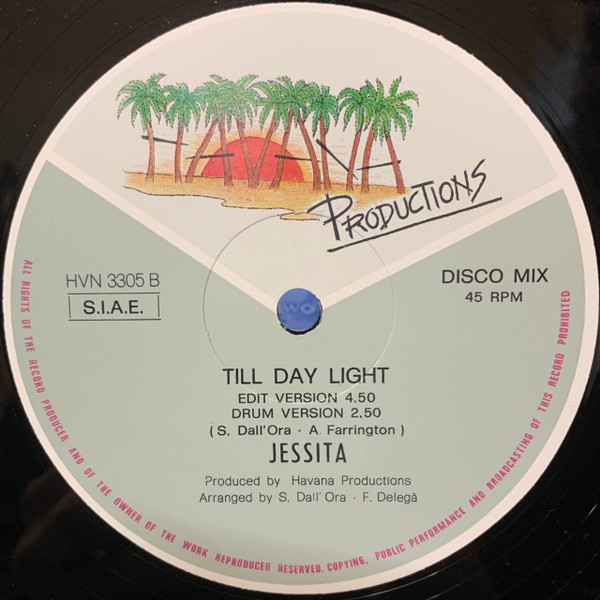 PRODUCTIONS
HVN 3305 B
S.I.A.E.
DISCO MIX
45 RPM
TILL DAY LIGHT
EDIT VERSION 4.50
DRUM VERSION 2.50
( S. Dall'Ora - A. Farrington )
JESSITA
Produced by Havana Productions
Arranged by S. Dall' Ora - F. Delegà
ALL RIGHTS OF THE RECORD PRODUCER AND OF THE OWNER OF THE WORK REPRODUCED RESERVED. COPYING, PUBLIC PERFORMANCE AND BROADCASTING OF THIS RECORD PROHIBITED